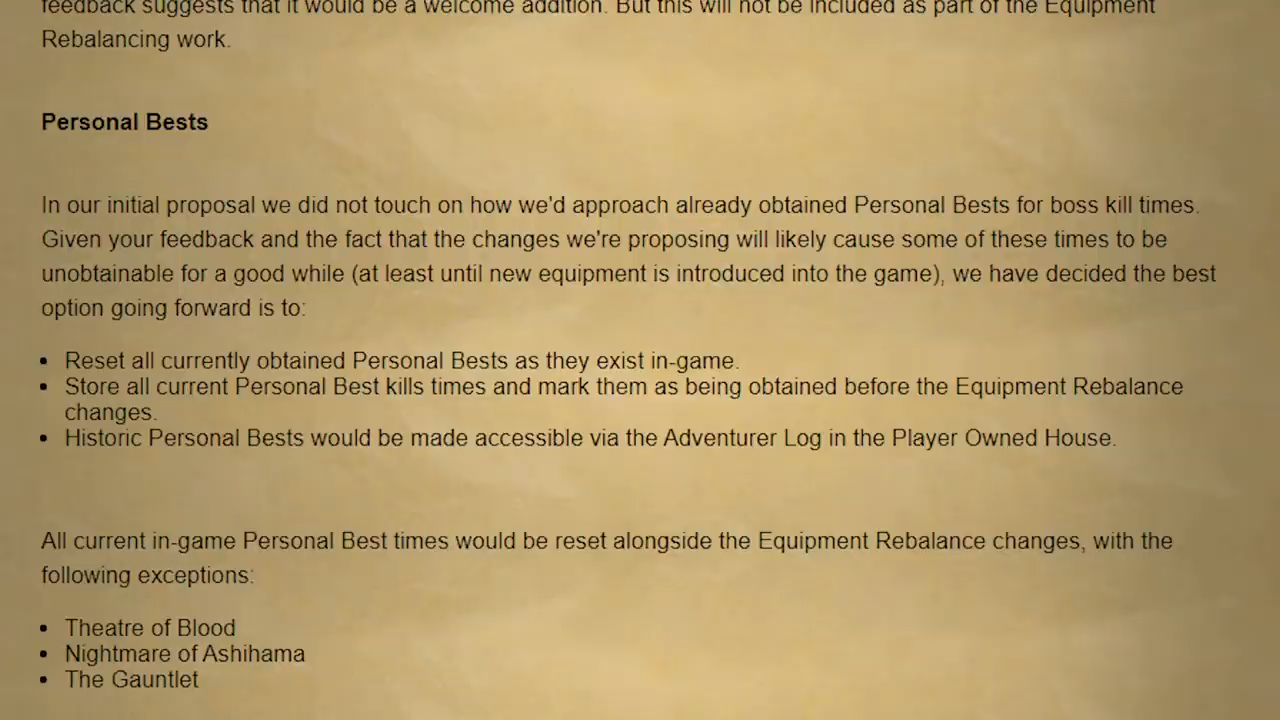 feedback suggests that it would be a welcome addition. But this will not be included as part of the Equipment
Rebalancing work.
Personal Bests
In our initial proposal we did not touch on how we'd approach already obtained Personal Bests for boss kill times.
Given your feedback and the fact that the changes we're proposing will likely cause some of these times to be
unobtainable for a good while (at least until new equipment is introduced into the game), we have decided the best
option going forward is to:
• Reset all currently obtained Personal Bests as they exist in-game.
• Store all current Personal Best kills times and mark them as being obtained before the Equipment Rebalance
changes.
• Historic Personal Bests would be made accessible via the Adventurer Log in the Player Owned House.
All current in-game Personal Best times would be reset alongside the Equipment Rebalance changes, with the
following exceptions:
• Theatre of Blood
• Nightmare of Ashihama
• The Gauntlet